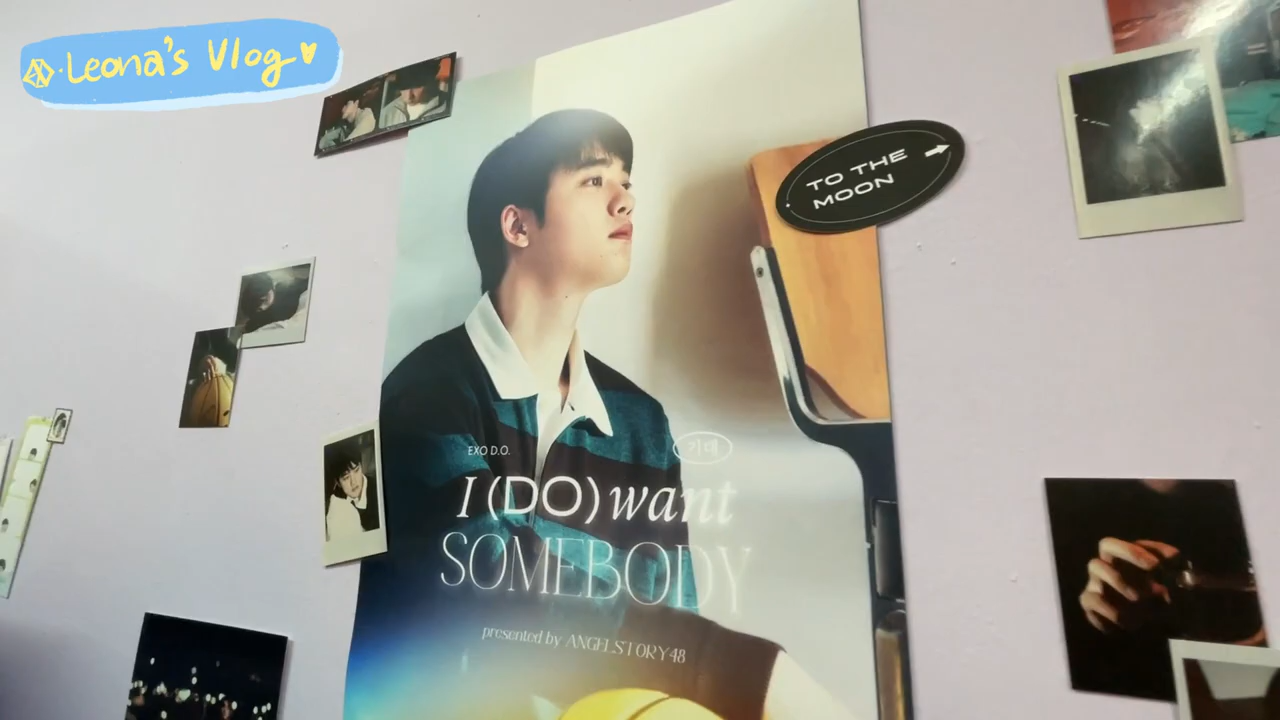 Leona's Vlog
TO THE
MOON
EXO D.O.
기대
I (DO) want
SOMEBODY
presented by ANGELSTORY48